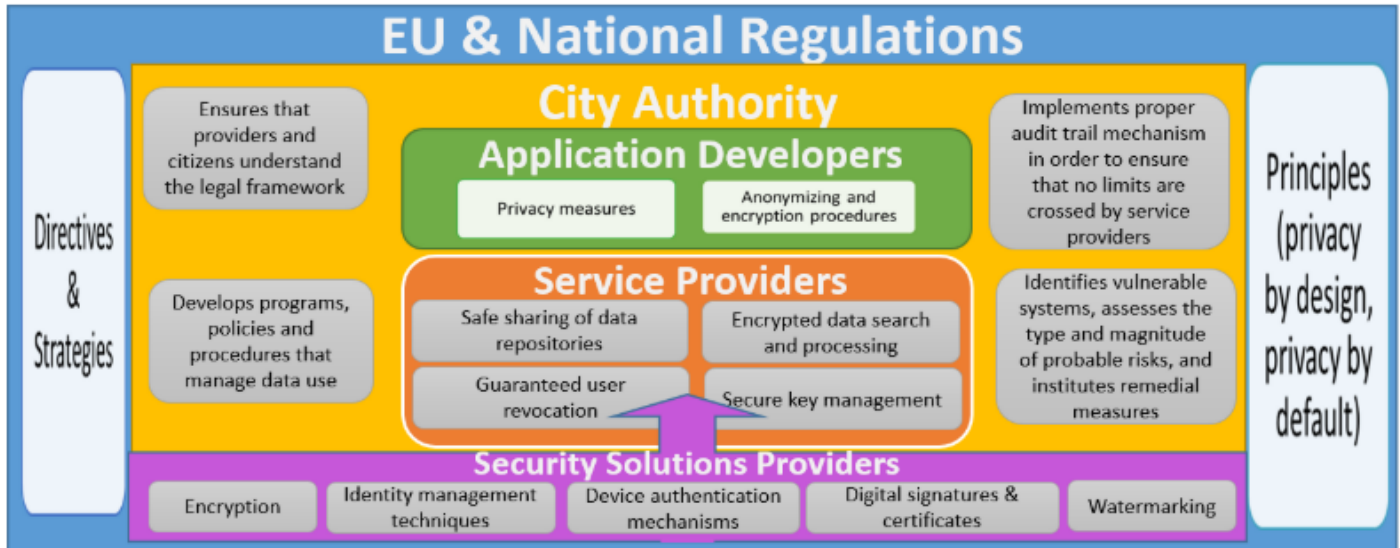 EU & National Regulations
Directives
&
Strategies
Ensures that
providers and
citizens understand
the legal framework
Develops programs,
policies and
procedures that
manage data use
City Authority
Application Developers
Privacy measures
Anonymizing and
encryption procedures
Service Providers
Safe sharing of data
repositories
Encrypted data search
and processing
Guaranteed user
revocation
Secure key management
Implements proper
audit trail mechanism
in order to ensure
that no limits are
crossed by service
providers
Identifies vulnerable
systems, assesses the
type and magnitude
of probable risks, and
institutes remedial
measures
Security Solutions Providers
Encryption
Identity management
techniques
Device authentication
mechanisms
Digital signatures &
certificates
Watermarking
Principles
(privacy
by design,
privacy by
default)